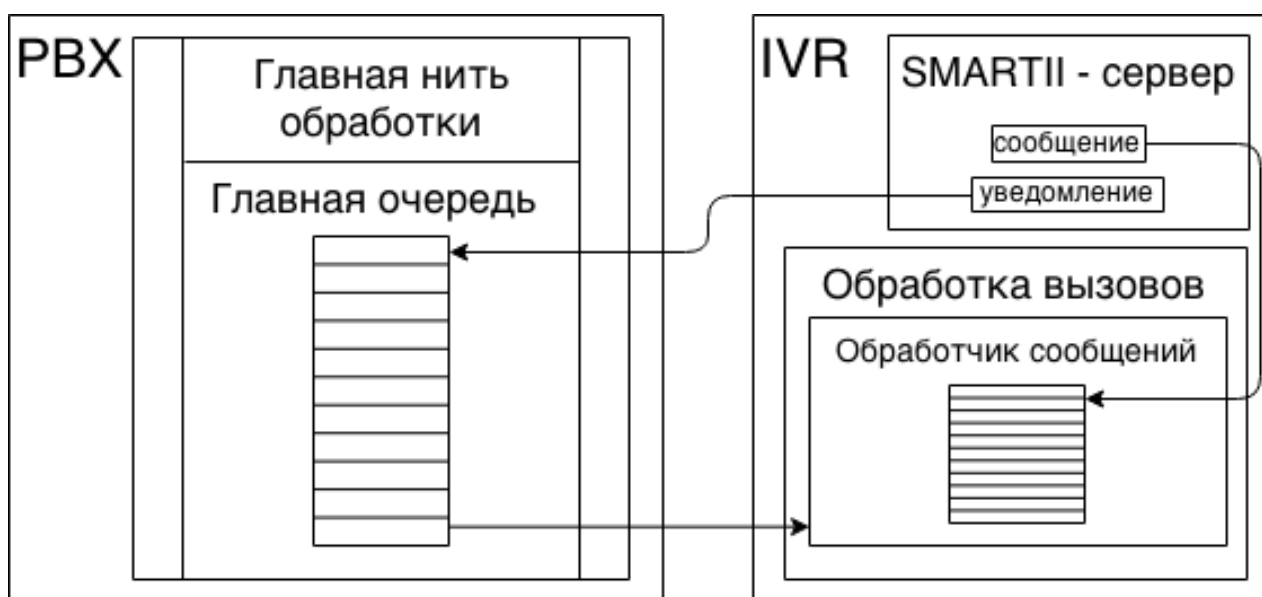 PBX
Главная нить
обработки
Главная очередь
IVR
SMARTII - сервер
сообщение
уведомление
Обработка вызовов
Обработчик сообщений